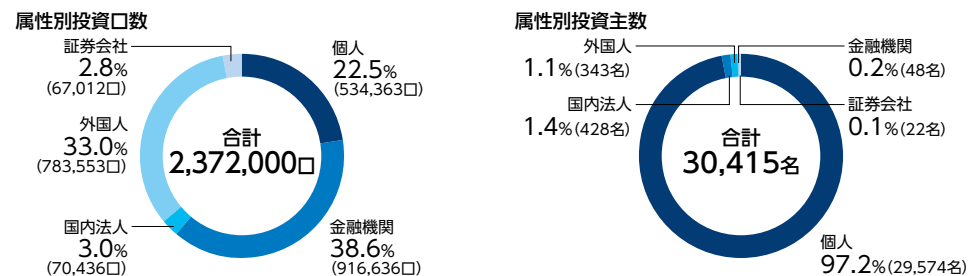 属性別投資口数
証券会社
2.8%
(67,012口)
個人
22.5%
(534,363口)
外国人
33.0%
(783,553口)
合計
2,372,000口
国内法人
3.0%
(70,436口)
金融機関
38.6%
(916,636口)
属性別投資主数
外国人
1.1%(343名)
金融機関
0.2%(48名)
国内法人
1.4%(428名)
証券会社
0.1%(22名)
合計
30,415名
個人
97.2%(29,574名)